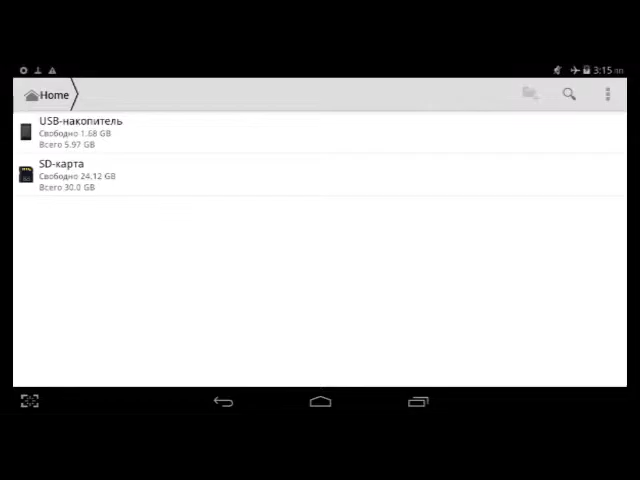 3:15 пп
Home
USB-накопитель
Свободно 1.68 GB
Всего 5.97 GB
SD-карта
Свободно 24.12 GB
Всего 30.0 GB